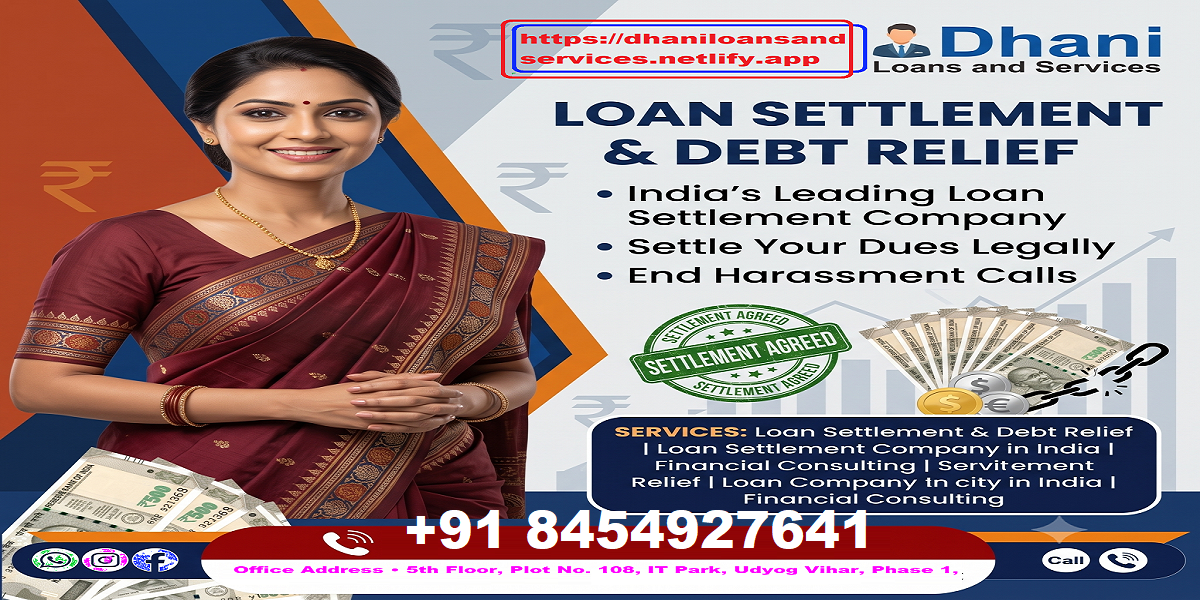 https://dhaniloansand
services.netlify.app
Dhani
Loans and Services
LOAN SETTLEMENT
& DEBT RELIEF
• India's Leading Loan
Settlement Company
• Settle Your Dues Legally
• End Harassment Calls
SETTLEMENT AGREED
SETTLEMENT AGREED
SETTLEMENT AGREED
SERVICES: Loan Settlement & Debt Relief
| Loan Settlement Company in India |
Financial Consulting | Servitement
Relief | Loan Company in city in India |
Financial Consulting
₹500
₹500
+91 8454927641
Office Address • 5th Floor, Plot No. 108, IT Park, Udyog Vihar, Phase 1,
Call